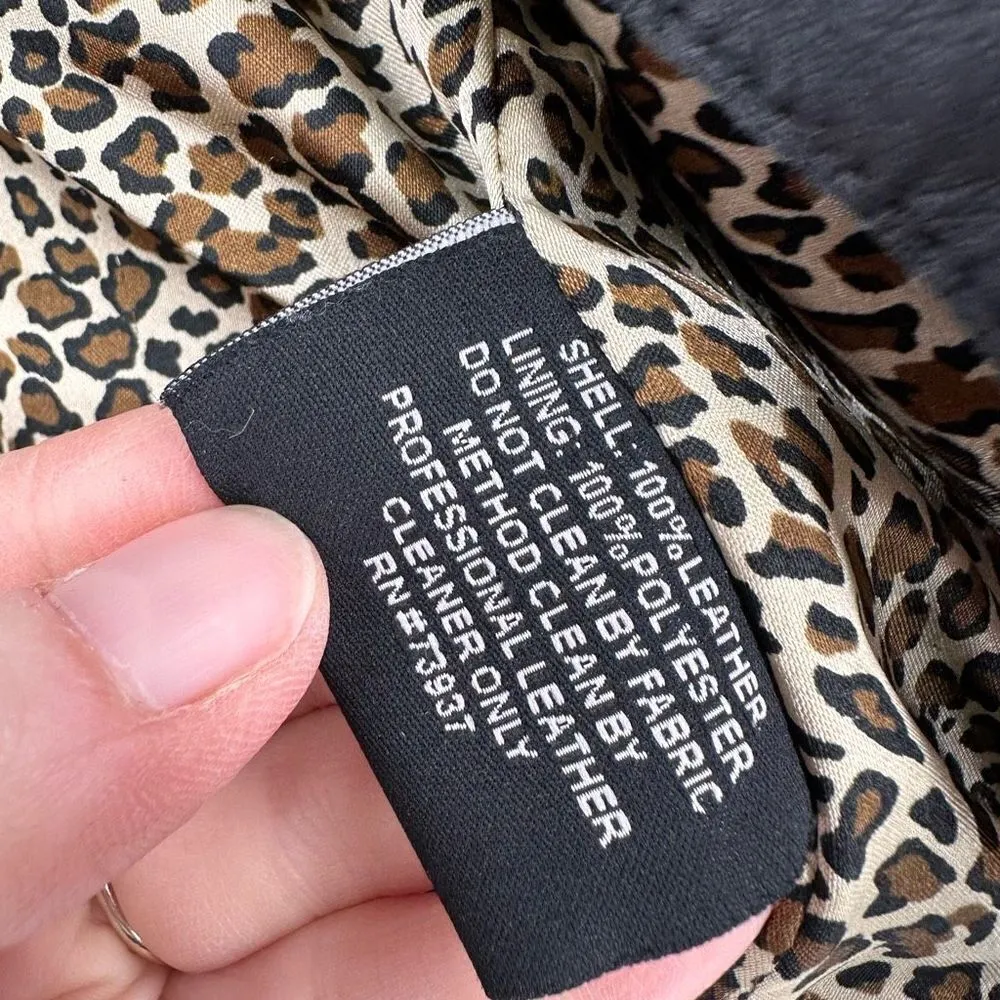 SHELL: 100% LEATHER
LINING: 100% POLYESTER
DO NOT CLEAN BY FABRIC
METHOD CLEAN BY
PROFESSIONAL LEATHER
CLEANER ONLY
RN#73937